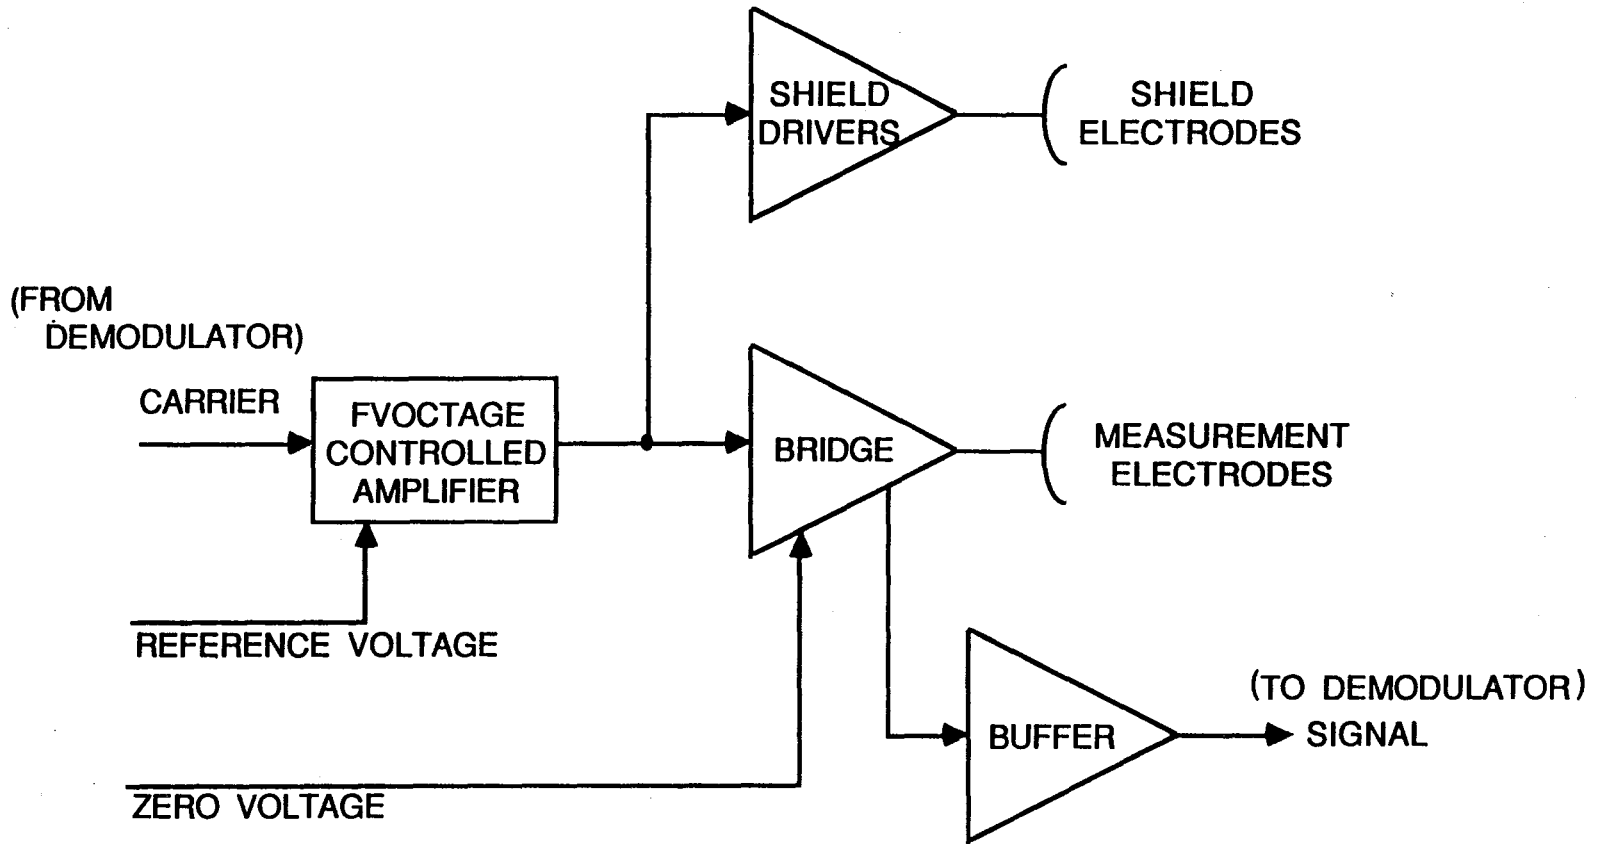 SHIELD
DRIVERS
SHIELD
ELECTRODES
(FROM
DEMODULATOR)
CARRIER
FVOCTAGE
CONTROLLED
AMPLIFIER
BRIDGE
MEASUREMENT
ELECTRODES
REFERENCE VOLTAGE
(TO DEMODULATOR)
BUFFER
SIGNAL
ZERO VOLTAGE